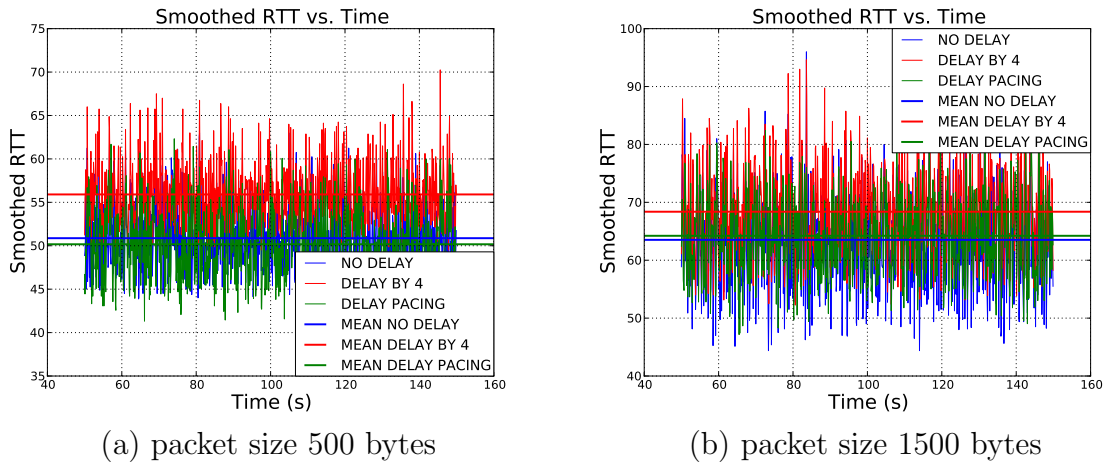 Smoothed RTT vs. Time
75
70
65
60
55
50
45
40
35
40 60 80 100 120 140 160
Smoothed RTT
Time (s)
NO DELAY
DELAY BY 4
DELAY PACING
MEAN NO DELAY
MEAN DELAY BY 4
MEAN DELAY PACING
(a) packet size 500 bytes
Smoothed RTT vs. Time
100
90
80
70
60
50
40
40 60 80 100 120 140 160
Smoothed RTT
Time (s)
NO DELAY
DELAY BY 4
DELAY PACING
MEAN NO DELAY
MEAN DELAY BY 4
MEAN DELAY PACING
(b) packet size 1500 bytes